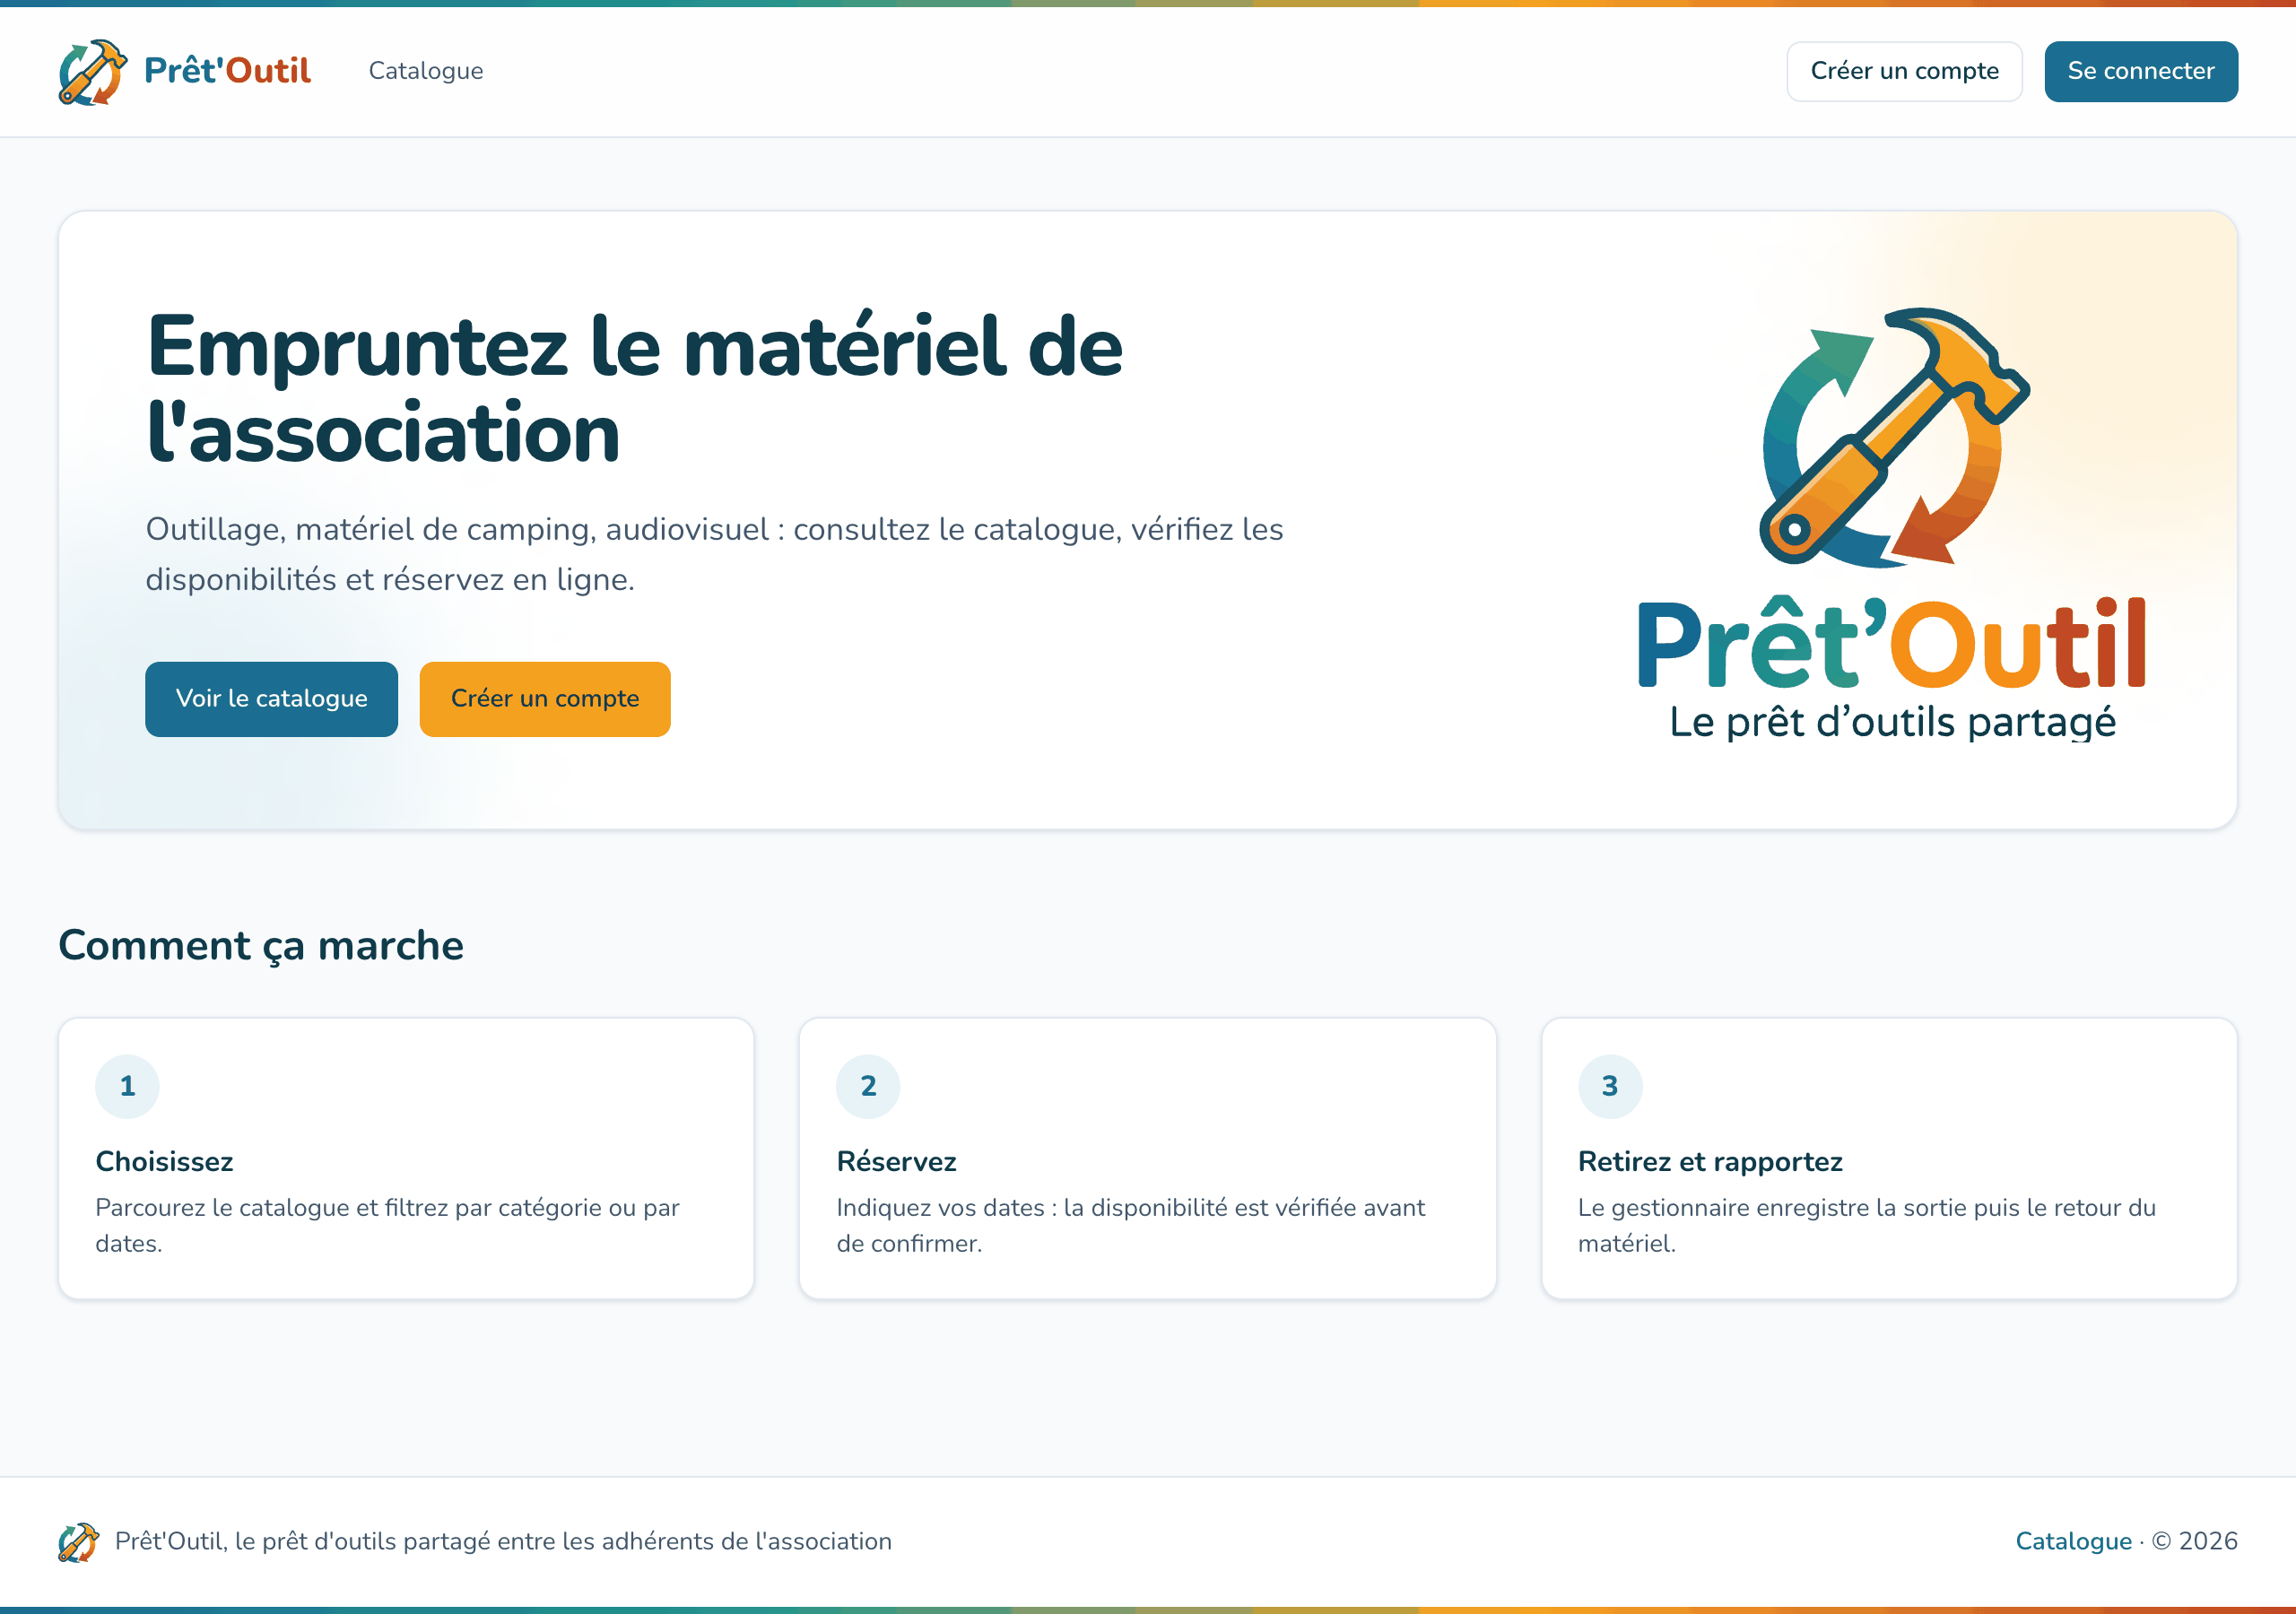 Prêt'Outil
Catalogue
Créer un compte
Se connecter
Empruntez le matériel de
l'association
Outillage, matériel de camping, audiovisuel : consultez le catalogue, vérifiez les
disponibilités et réservez en ligne.
Voir le catalogue
Créer un compte
Prêt’Outil
Le prêt d’outils partagé
Comment ça marche
1
Choisissez
Parcourez le catalogue et filtrez par catégorie ou par
dates.
2
Réservez
Indiquez vos dates : la disponibilité est vérifiée avant
de confirmer.
3
Retirez et rapportez
Le gestionnaire enregistre la sortie puis le retour du
matériel.
Prêt'Outil, le prêt d'outils partagé entre les adhérents de l'association
Catalogue · © 2026